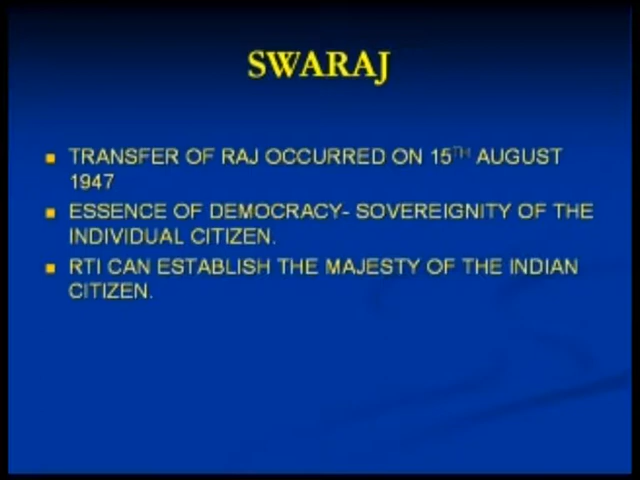 SWARAJ
TRANSFER OF RAJ OCCURRED ON 15TH AUGUST
1947
ESSENCE OF DEMOCRACY- SOVEREIGNITY OF THE
INDIVIDUAL CITIZEN.
RTI CAN ESTABLISH THE MAJESTY OF THE INDIAN
CITIZEN.